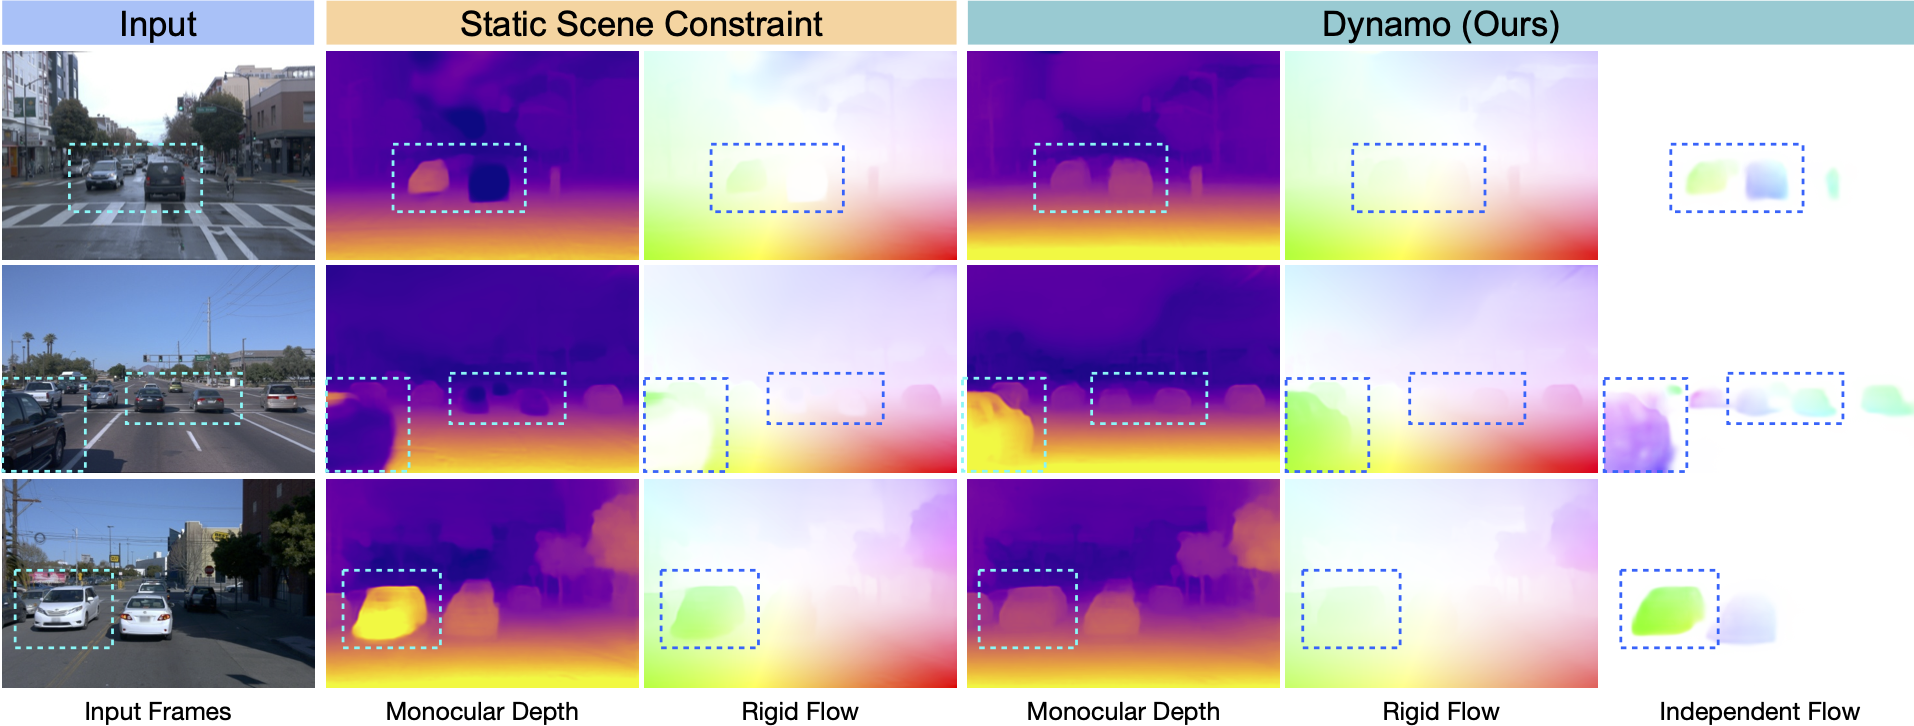 Input
Static Scene Constraint
Dynamo (Ours)
Input Frames
Monocular Depth
Rigid Flow
Monocular Depth
Rigid Flow
Independent Flow